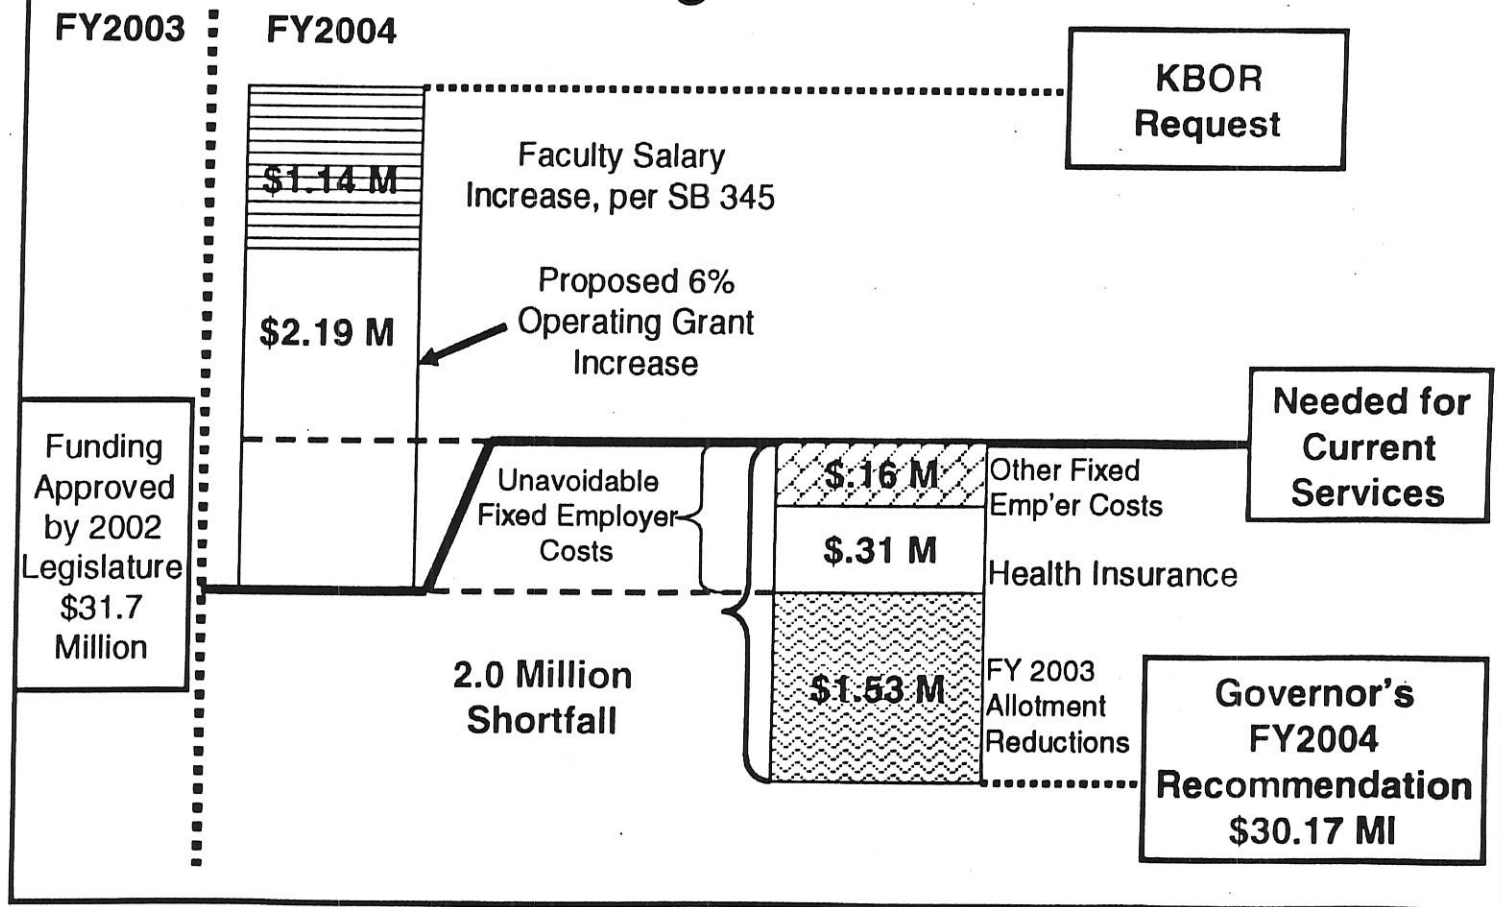 FY2003
FY2004
KBOR
Request
$1.14 M
Faculty Salary
Increase, per SB 345
Proposed 6%
Operating Grant
Increase
$2.19 M
Funding
Approved
by 2002
Legislature
$31.7
Million
Unavoidable
Fixed Employer
Costs
$.16 M
Other Fixed
Emp'er Costs
Needed for
Current
Services
$.31 M
Health Insurance
2.0 Million
Shortfall
$1.53 M
FY 2003
Allotment
Reductions
Governor's
FY2004
Recommendation
$30.17 MI